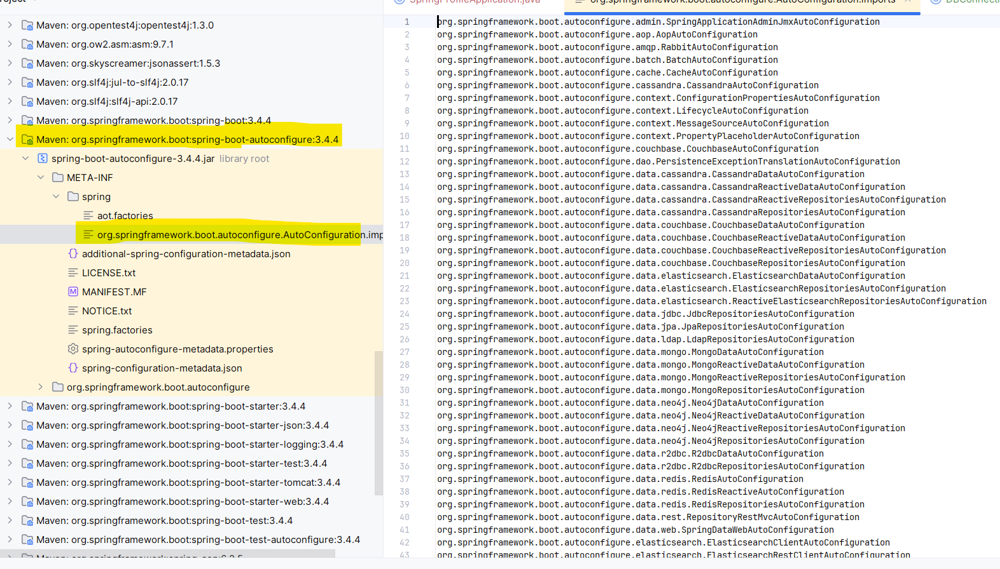 SpringProfileApplication.java
org.springframework.boot.autoconfigure.AutoConfiguration.imports
Maven: org.opentest4j:opentest4j:1.3.0
Maven: org.ow2.asm:asm:9.7.1
Maven: org.skyscreamer:jsonassert:1.5.3
Maven: org.slf4j:jul-to-slf4j:2.0.17
Maven: org.slf4j:slf4j-api:2.0.17
Maven: org.springframework.boot:spring-boot:3.4.4
Maven: org.springframework.boot:spring-boot-autoconfigure:3.4.4
spring-boot-autoconfigure-3.4.4.jar library root
META-INF
spring
aot.factories
org.springframework.boot.autoconfigure.AutoConfiguration.imp
additional-spring-configuration-metadata.json
LICENSE.txt
MANIFEST.MF
NOTICE.txt
spring.factories
spring-autoconfigure-metadata.properties
spring-configuration-metadata.json
org.springframework.boot.autoconfigure
Maven: org.springframework.boot:spring-boot-starter:3.4.4
Maven: org.springframework.boot:spring-boot-starter-json:3.4.4
Maven: org.springframework.boot:spring-boot-starter-logging:3.4.4
Maven: org.springframework.boot:spring-boot-starter-test:3.4.4
Maven: org.springframework.boot:spring-boot-starter-tomcat:3.4.4
Maven: org.springframework.boot:spring-boot-starter-web:3.4.4
Maven: org.springframework.boot:spring-boot-test:3.4.4
Maven: org.springframework.boot:spring-boot-test-autoconfigure:3.4.4
1 org.springframework.boot.autoconfigure.admin.SpringApplicationAdminJmxAutoConfiguration
2 org.springframework.boot.autoconfigure.aop.AopAutoConfiguration
3 org.springframework.boot.autoconfigure.amqp.RabbitAutoConfiguration
4 org.springframework.boot.autoconfigure.batch.BatchAutoConfiguration
5 org.springframework.boot.autoconfigure.cache.CacheAutoConfiguration
6 org.springframework.boot.autoconfigure.cassandra.CassandraAutoConfiguration
7 org.springframework.boot.autoconfigure.context.ConfigurationPropertiesAutoConfiguration
8 org.springframework.boot.autoconfigure.context.LifecycleAutoConfiguration
9 org.springframework.boot.autoconfigure.context.MessageSourceAutoConfiguration
10 org.springframework.boot.autoconfigure.context.PropertyPlaceholderAutoConfiguration
11 org.springframework.boot.autoconfigure.couchbase.CouchbaseAutoConfiguration
12 org.springframework.boot.autoconfigure.dao.PersistenceExceptionTranslationAutoConfiguration
13 org.springframework.boot.autoconfigure.data.cassandra.CassandraDataAutoConfiguration
14 org.springframework.boot.autoconfigure.data.cassandra.CassandraReactiveDataAutoConfiguration
15 org.springframework.boot.autoconfigure.data.cassandra.CassandraReactiveRepositoriesAutoConfiguration
16 org.springframework.boot.autoconfigure.data.cassandra.CassandraRepositoriesAutoConfiguration
17 org.springframework.boot.autoconfigure.data.couchbase.CouchbaseDataAutoConfiguration
18 org.springframework.boot.autoconfigure.data.couchbase.CouchbaseReactiveDataAutoConfiguration
19 org.springframework.boot.autoconfigure.data.couchbase.CouchbaseReactiveRepositoriesAutoConfiguration
20 org.springframework.boot.autoconfigure.data.couchbase.CouchbaseRepositoriesAutoConfiguration
21 org.springframework.boot.autoconfigure.data.elasticsearch.ElasticsearchDataAutoConfiguration
22 org.springframework.boot.autoconfigure.data.elasticsearch.ElasticsearchRepositoriesAutoConfiguration
23 org.springframework.boot.autoconfigure.data.elasticsearch.ReactiveElasticsearchRepositoriesAutoConfiguration
24 org.springframework.boot.autoconfigure.data.jdbc.JdbcRepositoriesAutoConfiguration
25 org.springframework.boot.autoconfigure.data.jpa.JpaRepositoriesAutoConfiguration
26 org.springframework.boot.autoconfigure.data.ldap.LdapRepositoriesAutoConfiguration
27 org.springframework.boot.autoconfigure.data.mongo.MongoDataAutoConfiguration
28 org.springframework.boot.autoconfigure.data.mongo.MongoReactiveDataAutoConfiguration
29 org.springframework.boot.autoconfigure.data.mongo.MongoReactiveRepositoriesAutoConfiguration
30 org.springframework.boot.autoconfigure.data.mongo.MongoRepositoriesAutoConfiguration
31 org.springframework.boot.autoconfigure.data.neo4j.Neo4jDataAutoConfiguration
32 org.springframework.boot.autoconfigure.data.neo4j.Neo4jReactiveDataAutoConfiguration
33 org.springframework.boot.autoconfigure.data.neo4j.Neo4jReactiveRepositoriesAutoConfiguration
34 org.springframework.boot.autoconfigure.data.neo4j.Neo4jRepositoriesAutoConfiguration
35 org.springframework.boot.autoconfigure.data.r2dbc.R2dbcDataAutoConfiguration
36 org.springframework.boot.autoconfigure.data.r2dbc.R2dbcRepositoriesAutoConfiguration
37 org.springframework.boot.autoconfigure.data.redis.RedisAutoConfiguration
38 org.springframework.boot.autoconfigure.data.redis.RedisReactiveAutoConfiguration
39 org.springframework.boot.autoconfigure.data.redis.RedisRepositoriesAutoConfiguration
40 org.springframework.boot.autoconfigure.data.rest.RepositoryRestMvcAutoConfiguration
41 org.springframework.boot.autoconfigure.data.web.SpringDataWebAutoConfiguration
42 org.springframework.boot.autoconfigure.elasticsearch.ElasticsearchClientAutoConfiguration
43 org.springframework.boot.autoconfigure.elasticsearch.ElasticsearchRestClientAutoConfiguration